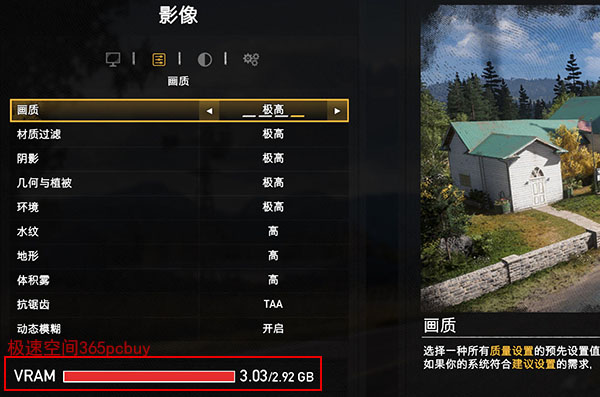 影像
画质
画质 极高
材质过滤 极高
阴影 极高
几何与植被 极高
环境 极高
水纹 高
地形 高
体积雾 高
抗锯齿 TAA
动态模糊 开启
极速空间365pcbuy
VRAM 3.03/2.92 GB
画质
选择一种所有质量设置的预先设置值
如果你的系统符合建议设置的需求,